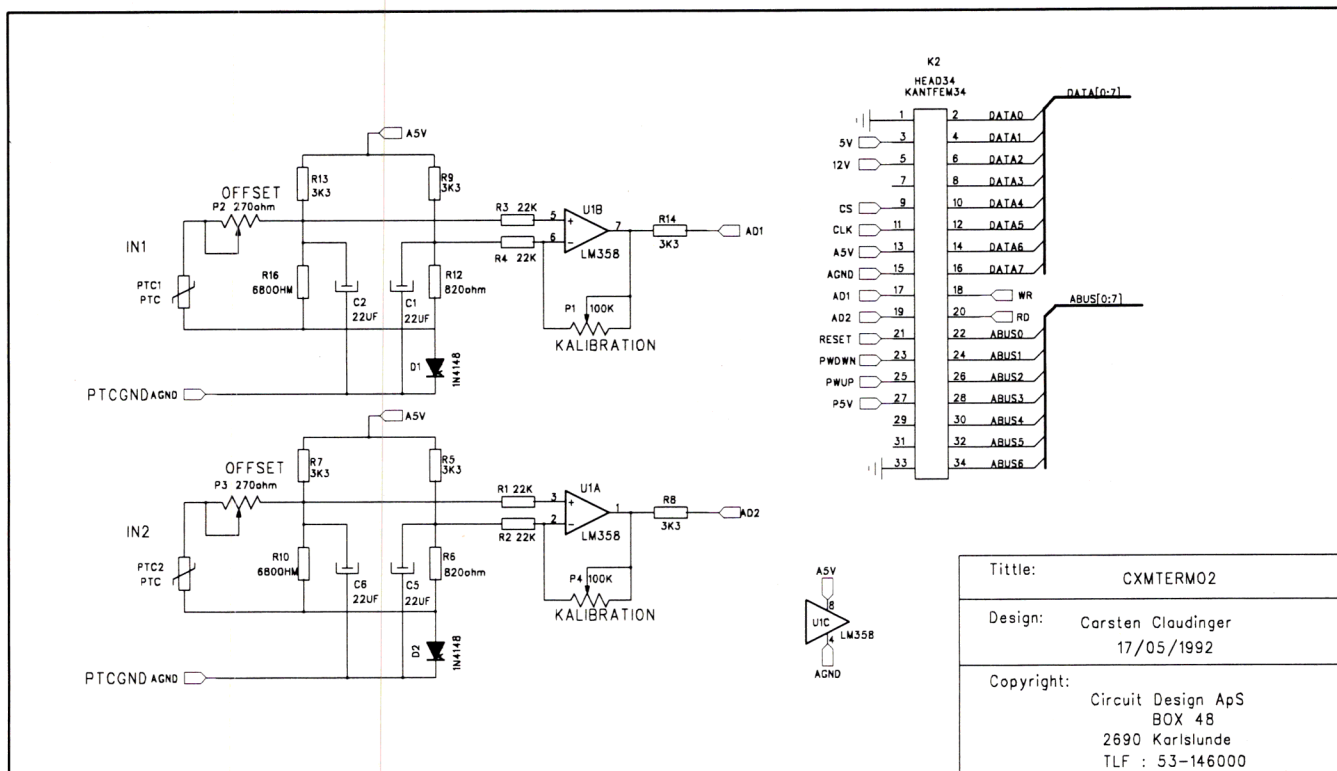 A5V
R13
3K3
R9
3K3
OFFSET
P2 270ohm
IN1
PTC1
PTC
R16
680OHM
C2
22UF
C1
22UF
R12
820ohm
R3 22K
R4 22K
5
6
7
U1B
LM358
R14
3K3
AD1
P1
100K
KALIBRATION
D1
1N4148
PTCGND AGND
A5V
R7
3K3
R5
3K3
OFFSET
P3 270ohm
IN2
PTC2
PTC
R10
680OHM
C6
22UF
C5
22UF
R6
820ohm
R1 22K
R2 22K
3
2
1
U1A
LM358
R8
3K3
AD2
P4
100K
KALIBRATION
D2
1N4148
PTCGND AGND
K2
HEAD34
KANTFEM34
DATA[0:7]
1 2 DATA0
5V 3 4 DATA1
12V 5 6 DATA2
7 8 DATA3
CS 9 10 DATA4
CLK 11 12 DATA5
A5V 13 14 DATA6
AGND 15 16 DATA7
AD1 17 18 WR
ABUS[0:7]
AD2 19 20 RD
RESET 21 22 ABUS0
PWDWN 23 24 ABUS1
PWUP 25 26 ABUS2
P5V 27 28 ABUS3
29 30 ABUS4
31 32 ABUS5
33 34 ABUS6
A5V
8
U1C
LM358
4
AGND
Tittle: CXMTERMO2
Design: Carsten Claudinger
17/05/1992
Copyright:
Circuit Design ApS
BOX 48
2690 Karlslunde
TLF : 53-146000